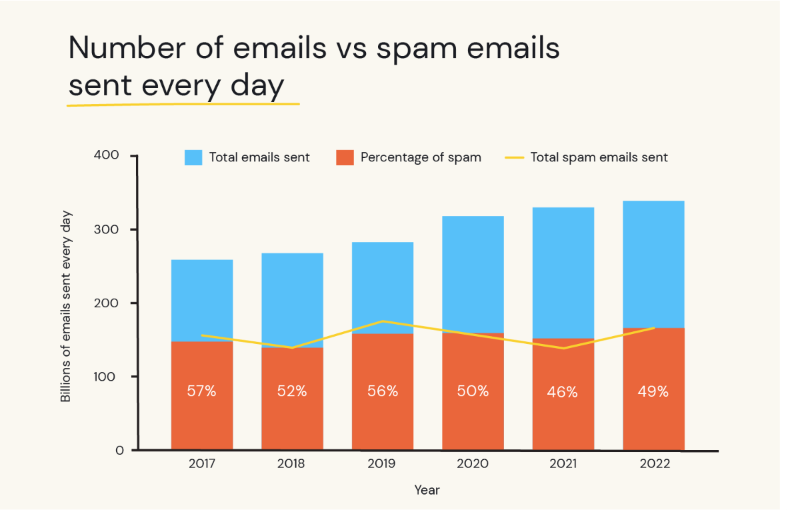 Number of emails vs spam emails
sent every day
400
Total emails sent
Percentage of spam
Total spam emails sent
300
200
100
0
Billions of emails sent every day
57%
52%
56%
50%
46%
49%
2017
2018
2019
2020
2021
2022
Year